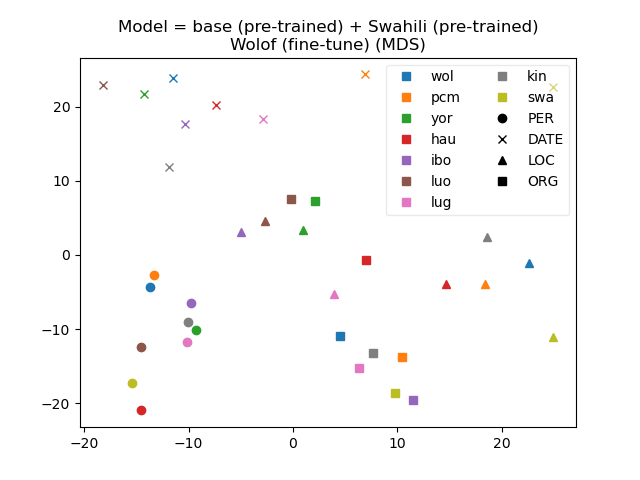 Model = base (pre-trained) + Swahili (pre-trained)
Wolof (fine-tune) (MDS)
wol
pcm
yor
hau
ibo
luo
lug
kin
swa
PER
DATE
LOC
ORG
20
10
0
−10
−20
−20
−10
0
10
20